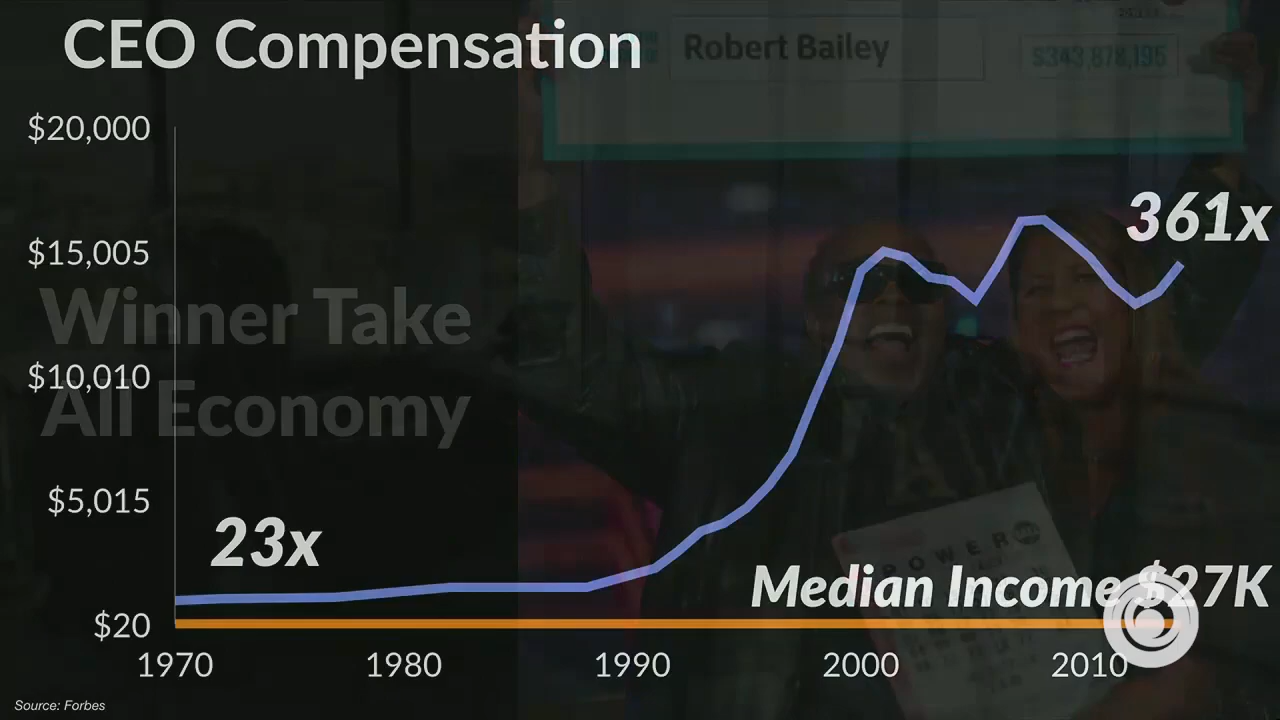 CEO Compensation
Robert Bailey
$343,878,195
$20,000
361x
$15,005
Winner Take
$10,010
All Economy
$5,015
23x
POWER
Median Income $27K
$20
1970 1980 1990 2000 2010
Source: Forbes